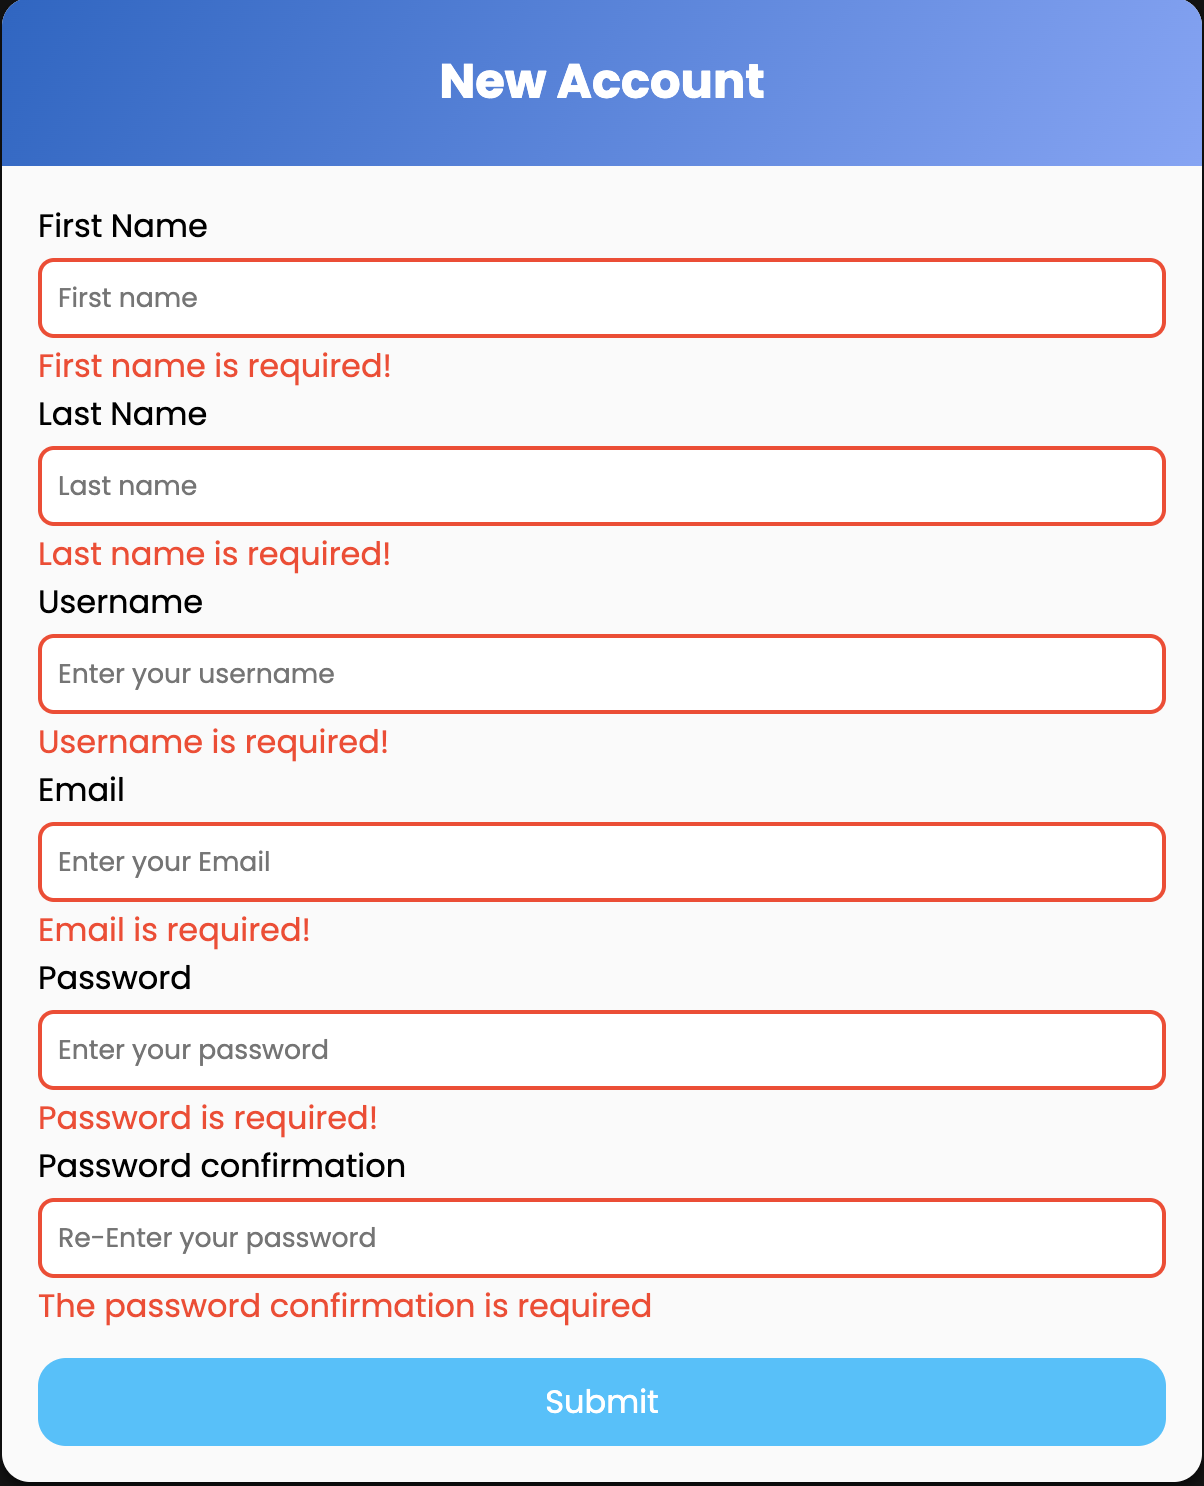 New Account
First Name
First name
First name is required!
Last Name
Last name
Last name is required!
Username
Enter your username
Username is required!
Email
Enter your Email
Email is required!
Password
Enter your password
Password is required!
Password confirmation
Re-Enter your password
The password confirmation is required
Submit